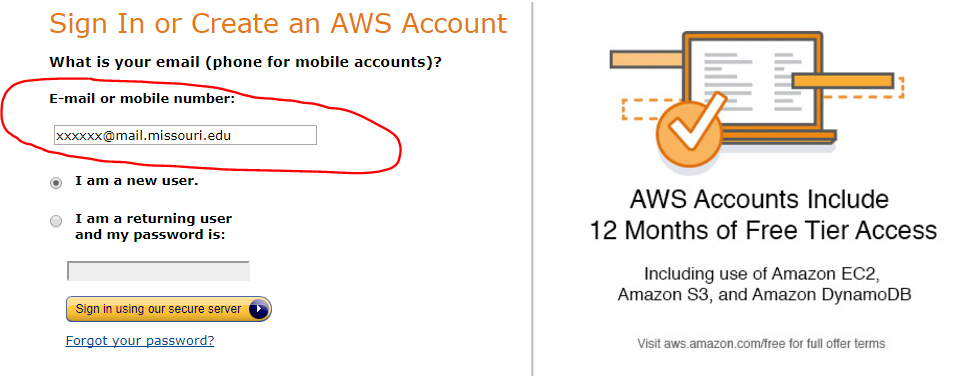 Sign In or Create an AWS Account
What is your email (phone for mobile accounts)?
E-mail or mobile number:
xxxxxx@mail.missouri.edu
I am a new user.
I am a returning user
and my password is:
Sign in using our secure server
Forgot your password?
AWS Accounts Include
12 Months of Free Tier Access
Including use of Amazon EC2,
Amazon S3, and Amazon DynamoDB
Visit aws.amazon.com/free for full offer terms